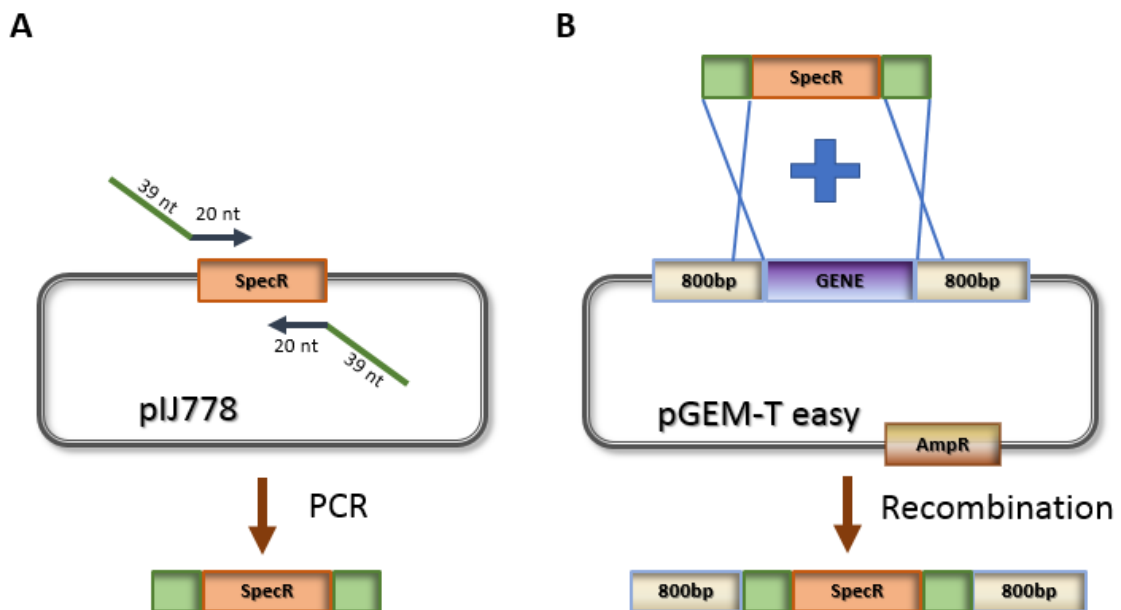 A
39 nt
20 nt
SpecR
20 nt
39 nt
pIJ778
PCR
SpecR
B
SpecR
800bp
GENE
800bp
pGEM-T easy
AmpR
Recombination
800bp
SpecR
800bp